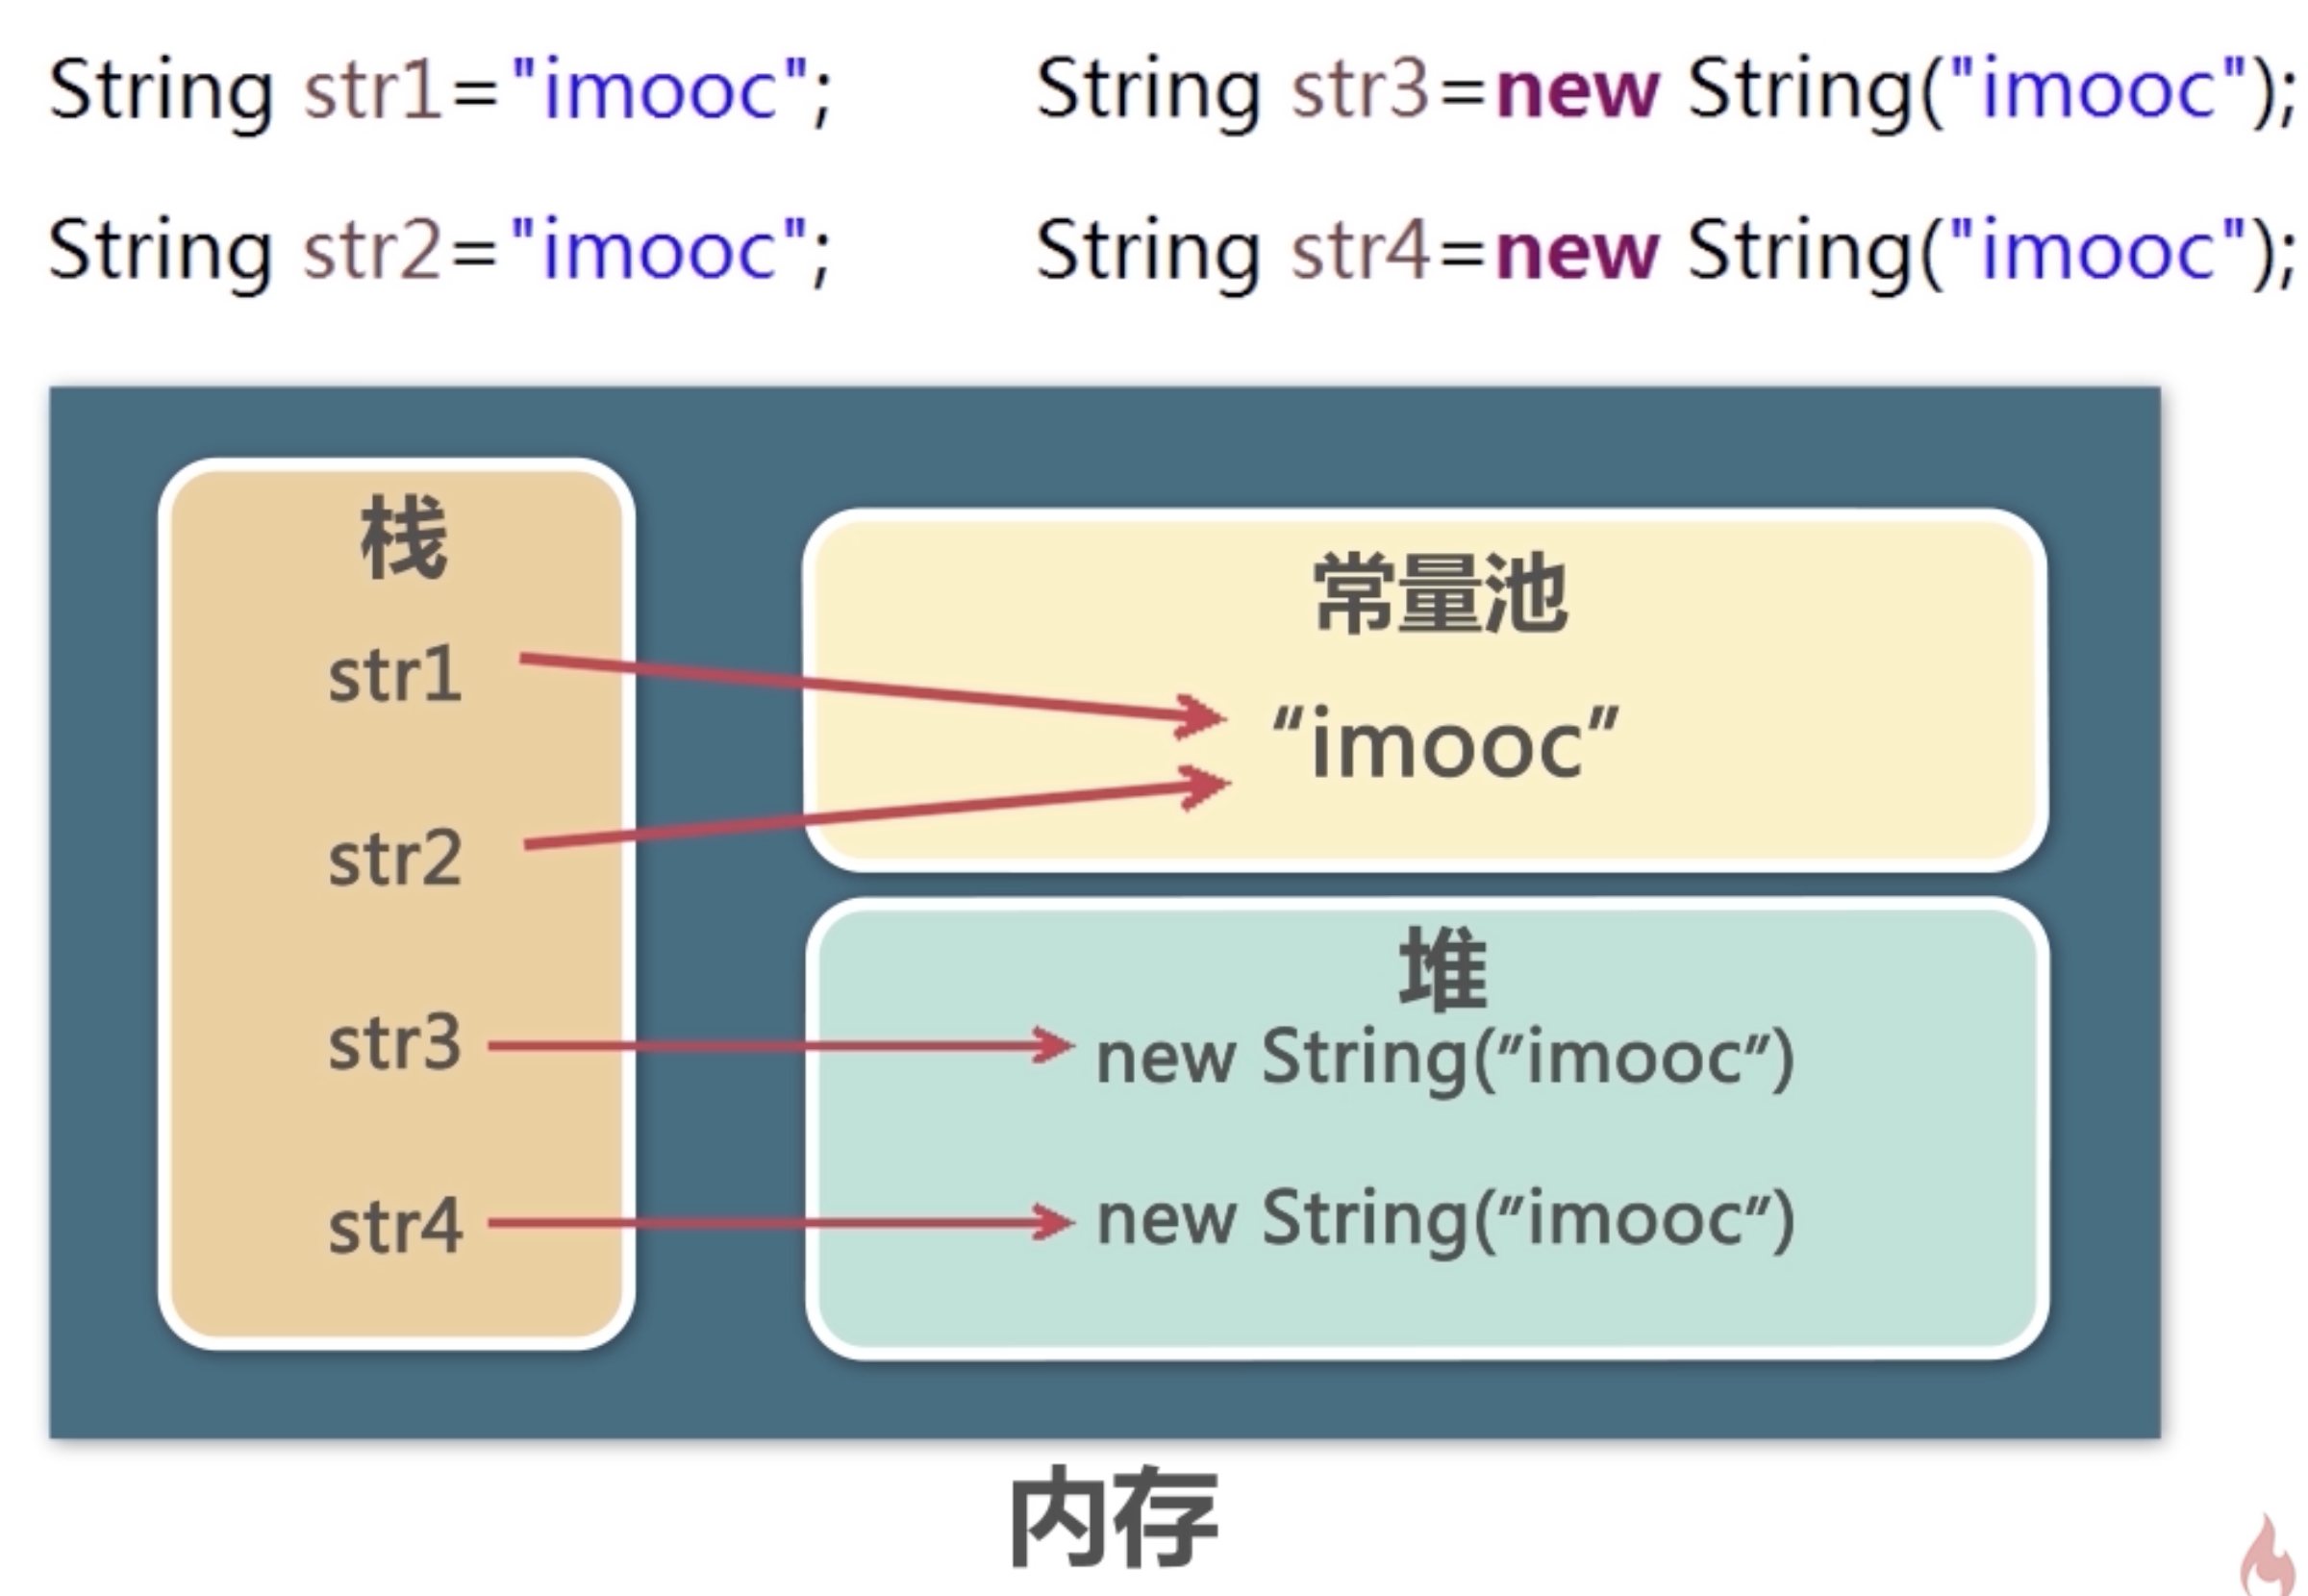 String str1="imooc"; String str3=new String("imooc");
String str2="imooc"; String str4=new String("imooc");
栈
str1
str2
str3
str4
常量池
“imooc”
堆
new String(“imooc”)
new String(“imooc”)
内存